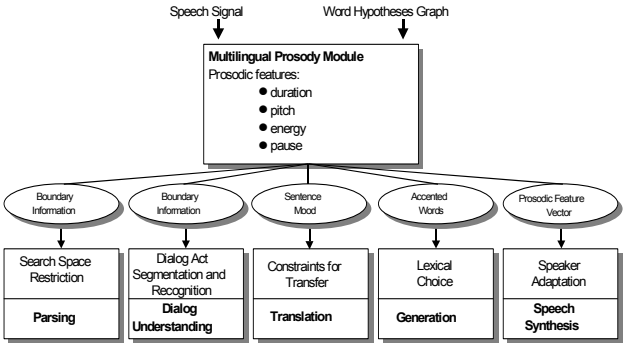 Speech Signal
Word Hypotheses Graph
Multilingual Prosody Module
Prosodic features:
● duration
● pitch
● energy
● pause
Boundary
Information
Boundary
Information
Sentence
Mood
Accented
Words
Prosodic Feature
Vector
Search Space
Restriction
Parsing
Dialog Act
Segmentation and
Recognition
Dialog
Understanding
Constraints for
Transfer
Translation
Lexical
Choice
Generation
Speaker
Adaptation
Speech
Synthesis